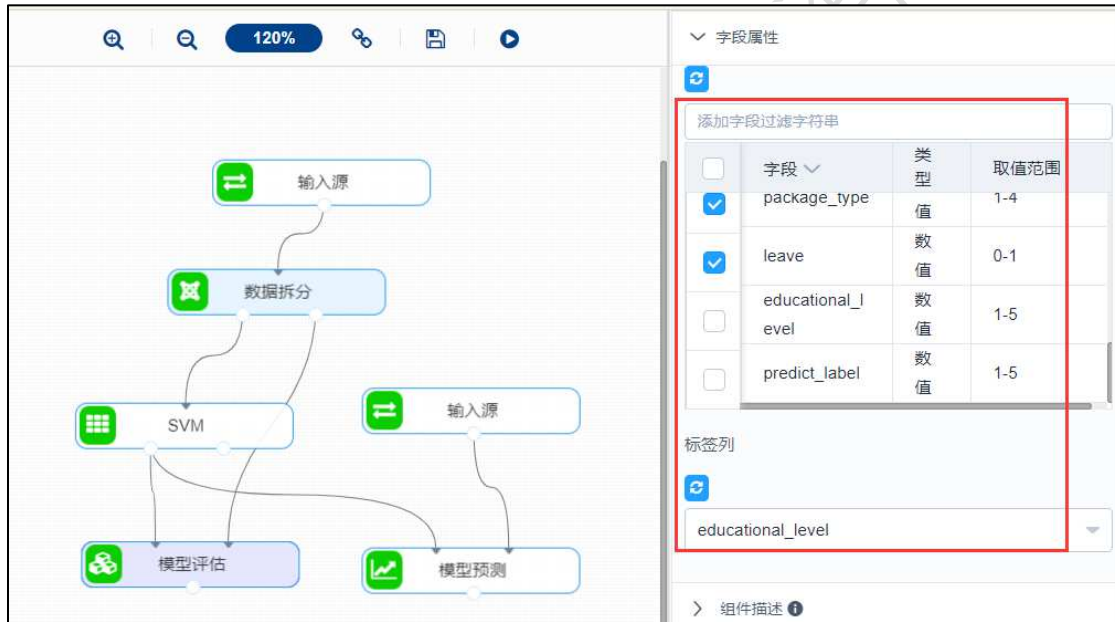 120%
输入源
数据拆分
SVM
输入源
模型评估
模型预测
字段属性
添加字段过滤字符串
字段 类
型 取值范围
package_type 值 1-4
leave 数
值 0-1
educational_l
evel 数
值 1-5
predict_label 数
值 1-5
标签列
educational_level
组件描述